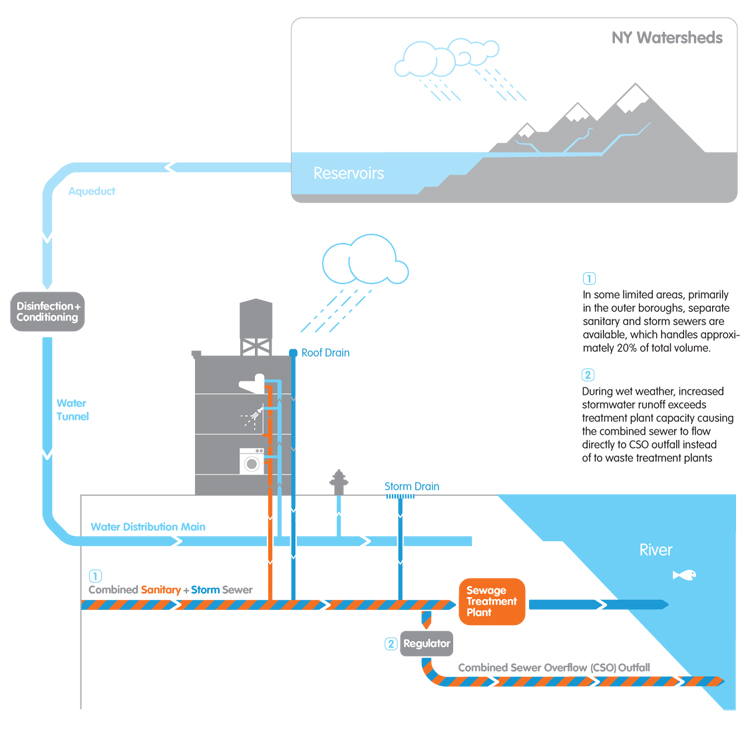 NY Watersheds
Reservoirs
Aqueduct
Disinfection+
Conditioning
1
In some limited areas, primarily
in the outer boroughs, separate
sanitary and storm sewers are
available, which handles approxi-
mately 20% of total volume.
Roof Drain
2
During wet weather, increased
stormwater runoff exceeds
treatment plant capacity causing
the combined sewer to flow
directly to CSO outfall instead
of to waste treatment plants
Water
Tunnel
Storm Drain
Water Distribution Main
River
1
Combined Sanitary + Storm Sewer
Sewage
Treatment
Plant
2 Regulator
Combined Sewer Overflow (CSO) Outfall